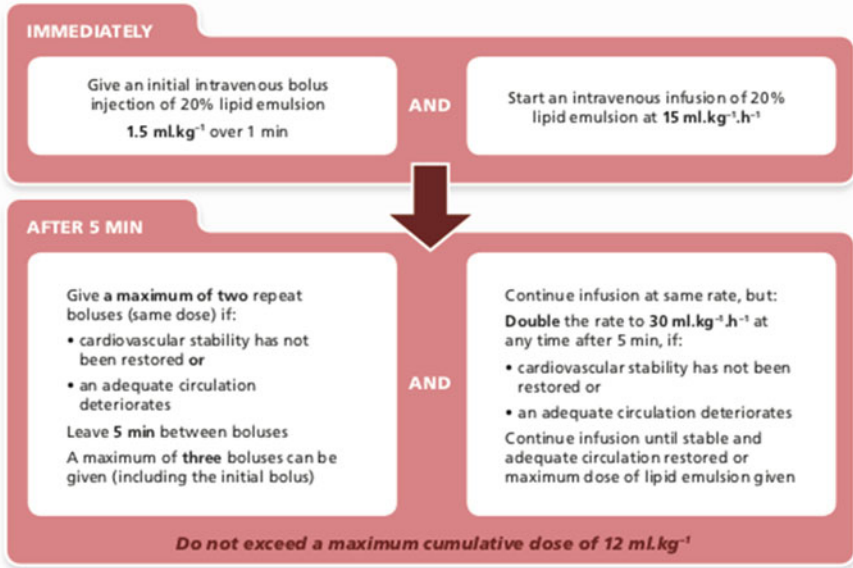 IMMEDIATELY
Give an initial intravenous bolus
injection of 20% lipid emulsion
1.5 ml.kg⁻¹ over 1 min
AND
Start an intravenous infusion of 20%
lipid emulsion at 15 ml.kg⁻¹.h⁻¹
AFTER 5 MIN
Give a maximum of two repeat
boluses (same dose) if:
• cardiovascular stability has not
been restored or
• an adequate circulation
deteriorates
Leave 5 min between boluses
A maximum of three boluses can be
given (including the initial bolus)
AND
Continue infusion at same rate, but:
Double the rate to 30 ml.kg⁻¹.h⁻¹ at
any time after 5 min, if:
• cardiovascular stability has not been
restored or
• an adequate circulation deteriorates
Continue infusion until stable and
adequate circulation restored or
maximum dose of lipid emulsion given
Do not exceed a maximum cumulative dose of 12 ml.kg⁻¹